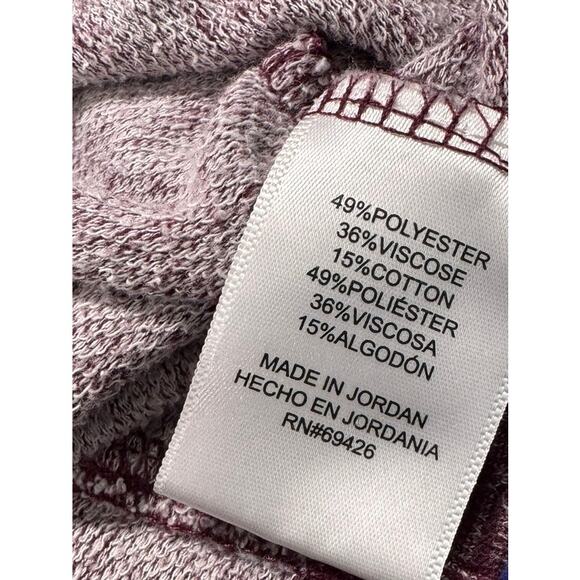 49%POLYESTER
36%VISCOSE
15%COTTON
49%POLIÉSTER
36%VISCOSA
15%ALGODÓN
MADE IN JORDAN
HECHO EN JORDANIA
RN#69426